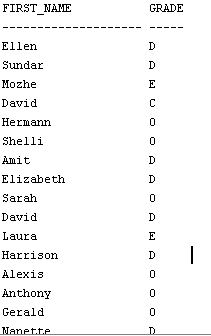 FIRST_NAME GRADE
-------------------- -----
Ellen D
Sundar D
Mozhe E
David C
Hermann O
Shelli O
Amit D
Elizabeth D
Sarah O
David D
Laura E
Harrison D
Alexis O
Anthony O
Gerald O
Nanette D